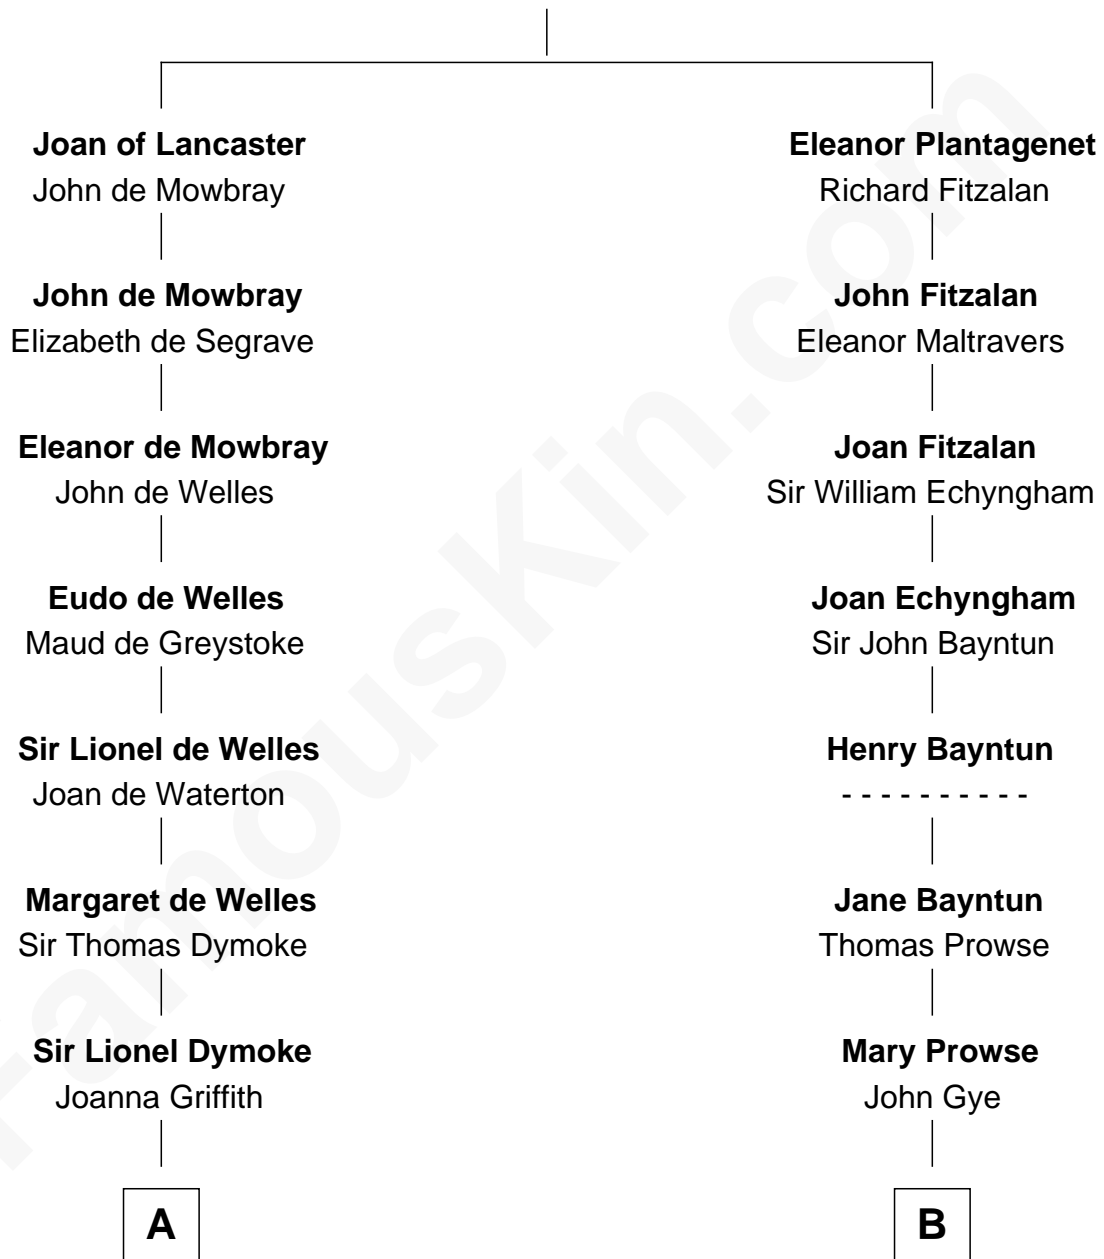 Joan of Lancaster
John de Mowbray
John de Mowbray
Elizabeth de Segrave
Eleanor de Mowbray
John de Welles
Eudo de Welles
Maud de Greystoke
Sir Lionel de Welles
Joan de Waterton
Margaret de Welles
Sir Thomas Dymoke
Sir Lionel Dymoke
Joanna Griffith
A
Eleanor Plantagenet
Richard Fitzalan
John Fitzalan
Eleanor Maltravers
Joan Fitzalan
Sir William Echyngham
Joan Echyngham
Sir John Bayntun
Henry Bayntun
- - - - - - - - - -
Jane Bayntun
Thomas Prowse
Mary Prowse
John Gye
B
FamousKin.com